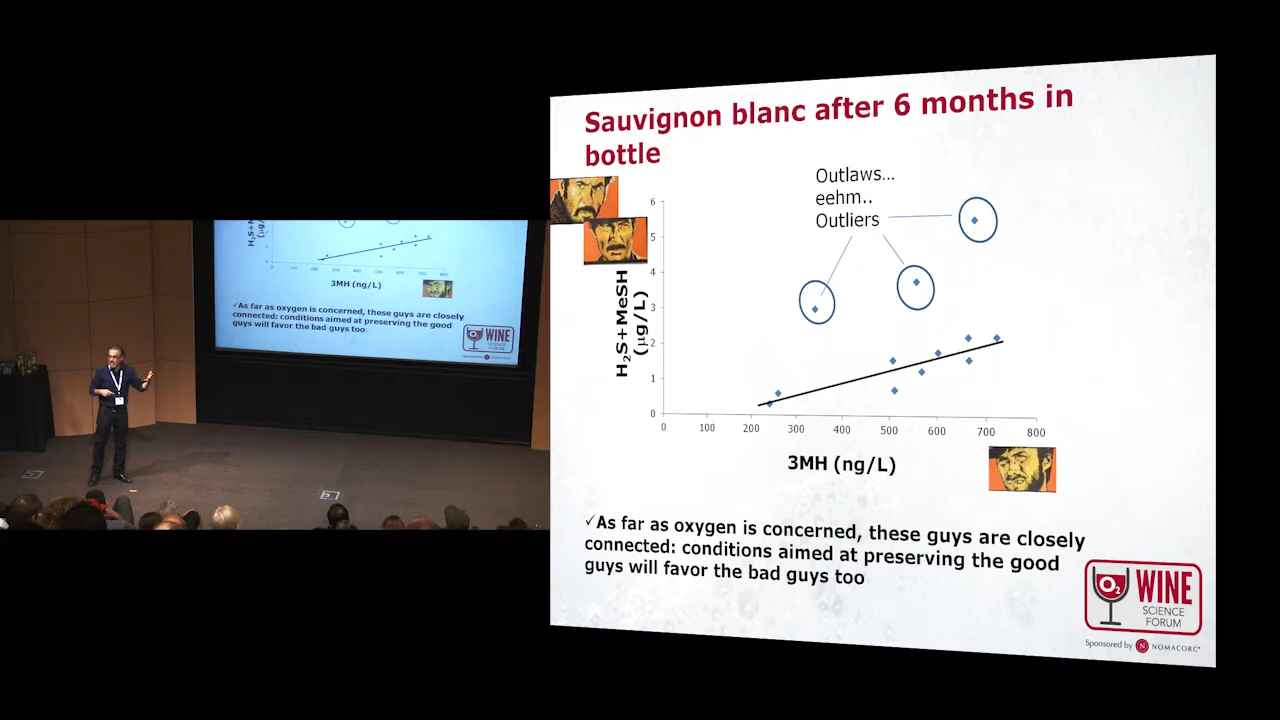 Sauvignon blanc after 6 months in
bottle
Outlaws...
eehm..
Outliers
6
5
4
3
2
1
0
H₂S+MeSH
(μg/L)
0 100 200 300 400 500 600 700 800
3MH (ng/L)
✓As far as oxygen is concerned, these guys are closely
connected: conditions aimed at preserving the good
guys will favor the bad guys too
O₂ WINE
SCIENCE
FORUM
Sponsored by N NOMACORC
3MH (ng/L)
✓As far as oxygen is concerned, these guys are closely
connected: conditions aimed at preserving the good
guys will favor the bad guys too
WINE
SCIENCE
FORUM